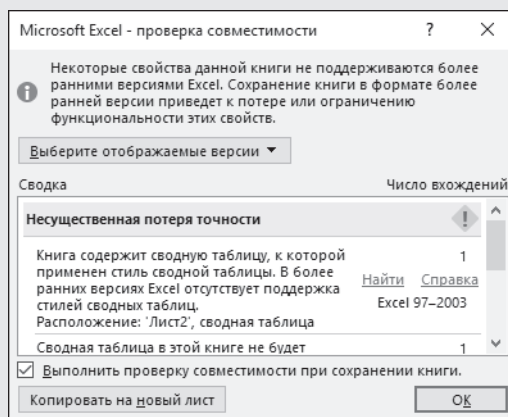 Microsoft Excel - проверка совместимости ? ×
Некоторые свойства данной книги не поддерживаются более
ранними версиями Excel. Сохранение книги в формате более
ранней версии приведет к потере или ограничению
функциональности этих свойств.
Выберите отображаемые версии
Сводка Число вхождений
Несущественная потеря точности
Книга содержит сводную таблицу, к которой 1
применен стиль сводной таблицы. В более Найти Справка
ранних версиях Excel отсутствует поддержка
стилей сводных таблиц. Excel 97–2003
Расположение: 'Лист2', сводная таблица
Сводная таблица в этой книге не будет 1
Выполнить проверку совместимости при сохранении книги.
Копировать на новый лист OK